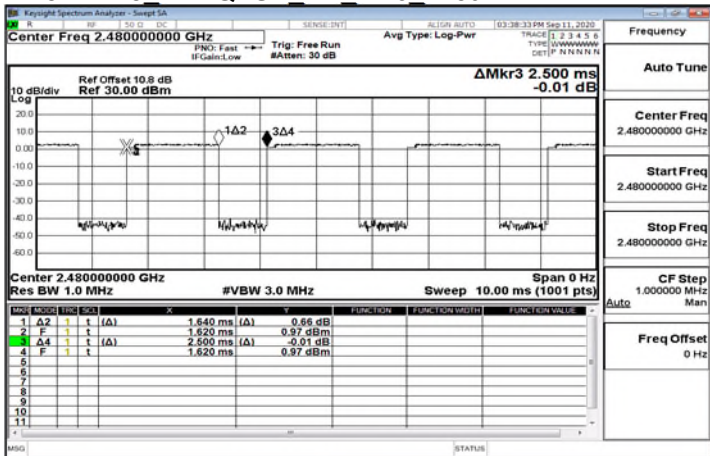 Keysight Spectrum Analyzer - Swept SA
R RF 50 Ω DC SENSE:INT ALIGN AUTO 03:38:33 PM Sep 11, 2020
Center Freq 2.480000000 GHz
PNO: Fast
IFGain:Low
Trig: Free Run
#Atten: 30 dB
Avg Type: Log-Pwr
TRACE 1 2 3 4 5 6
TYPE WWWWWW
DET P NNNNN
Frequency
Auto Tune
Center Freq
2.480000000 GHz
Start Freq
2.480000000 GHz
Stop Freq
2.480000000 GHz
CF Step
1.000000 MHz
Auto Man
Freq Offset
0 Hz
ΔMkr3 2.500 ms
-0.01 dB
Ref Offset 10.8 dB
10 dB/div Ref 30.00 dBm
Log
20.0
10.0
0.00
-10.0
-20.0
-30.0
-40.0
-50.0
-60.0
1Δ2
3Δ4
Center 2.480000000 GHz Span 0 Hz
Res BW 1.0 MHz #VBW 3.0 MHz Sweep 10.00 ms (1001 pts)
MKR MODE TRC SCL X Y FUNCTION FUNCTION WIDTH FUNCTION VALUE
1 Δ2 1 t (Δ) 1.640 ms (Δ) 0.66 dB
2 F 1 t 1.620 ms 0.97 dBm
3 Δ4 1 t (Δ) 2.500 ms (Δ) -0.01 dB
4 F 1 t 1.620 ms 0.97 dBm
5
6
7
8
9
10
11
MSG STATUS